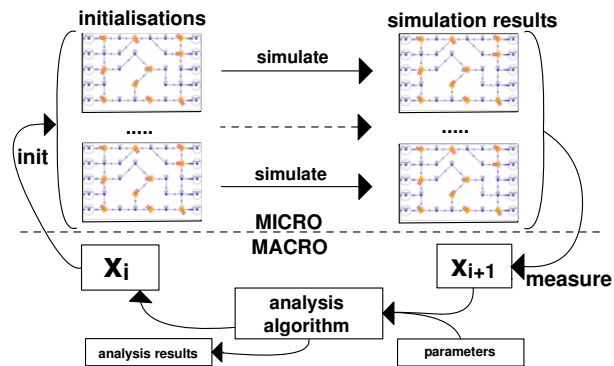 initialisations
simulation results
simulate
.....
.....
init
simulate
MICRO
MACRO
xi
xi+1
measure
analysis
algorithm
analysis results
parameters